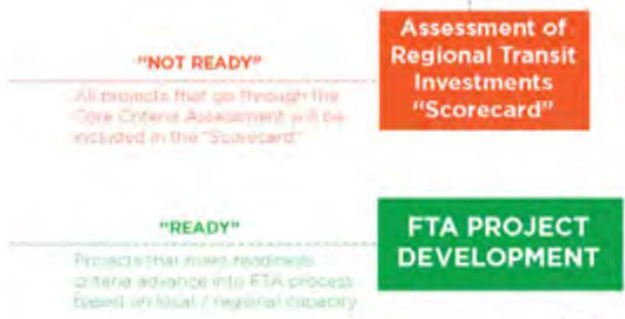 "NOT READY"
All projects that go through the
Core Criteria Assessment will be
included in the "Scorecard"
Assessment of
Regional Transit
Investments
"Scorecard"
"READY"
Projects that meet readiness
criteria advance into FTA process
based on local / regional capacity
FTA PROJECT
DEVELOPMENT